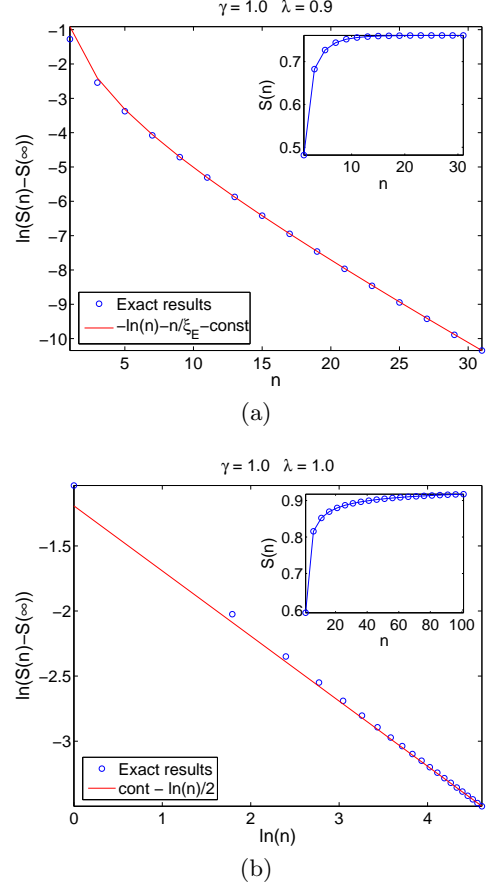 γ = 1.0 λ = 0.9
ln(S(n)−S(∞))
−1
−2
−3
−4
−5
−6
−7
−8
−9
−10
5
10
15
20
25
30
n
S(n)
0.7
0.6
0.5
10
20
30
n
Exact results
−ln(n)−n/ξE−const
(a)
γ = 1.0 λ = 1.0
ln(S(n)−S(∞))
−1.5
−2
−2.5
−3
0
1
2
3
4
ln(n)
S(n)
0.9
0.8
0.7
0.6
20
40
60
80
100
n
Exact results
cont − ln(n)/2
(b)